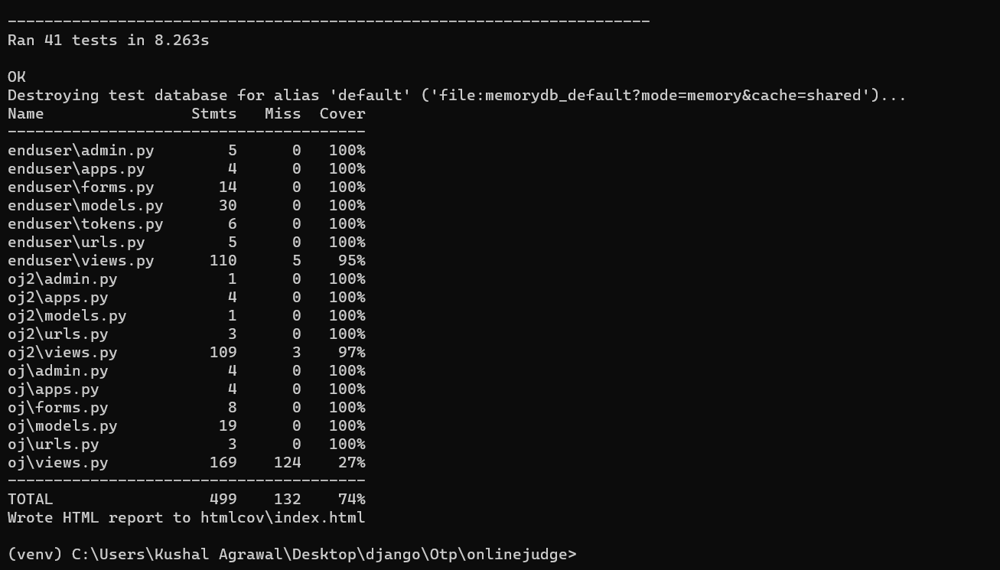 ----------------------------------------------------------------------
Ran 41 tests in 8.263s

OK
Destroying test database for alias 'default' ('file:memorydb_default?mode=memory&cache=shared')...
Name                Stmts   Miss  Cover
---------------------------------------
enduser\admin.py        5      0   100%
enduser\apps.py         4      0   100%
enduser\forms.py       14      0   100%
enduser\models.py      30      0   100%
enduser\tokens.py       6      0   100%
enduser\urls.py         5      0   100%
enduser\views.py      110      5    95%
oj2\admin.py            1      0   100%
oj2\apps.py             4      0   100%
oj2\models.py           1      0   100%
oj2\urls.py             3      0   100%
oj2\views.py          109      3    97%
oj\admin.py             4      0   100%
oj\apps.py              4      0   100%
oj\forms.py             8      0   100%
oj\models.py           19      0   100%
oj\urls.py              3      0   100%
oj\views.py           169    124    27%
---------------------------------------
TOTAL                 499    132    74%
Wrote HTML report to htmlcov\index.html

(venv) C:\Users\Kushal Agrawal\Desktop\django\Otp\onlinejudge>